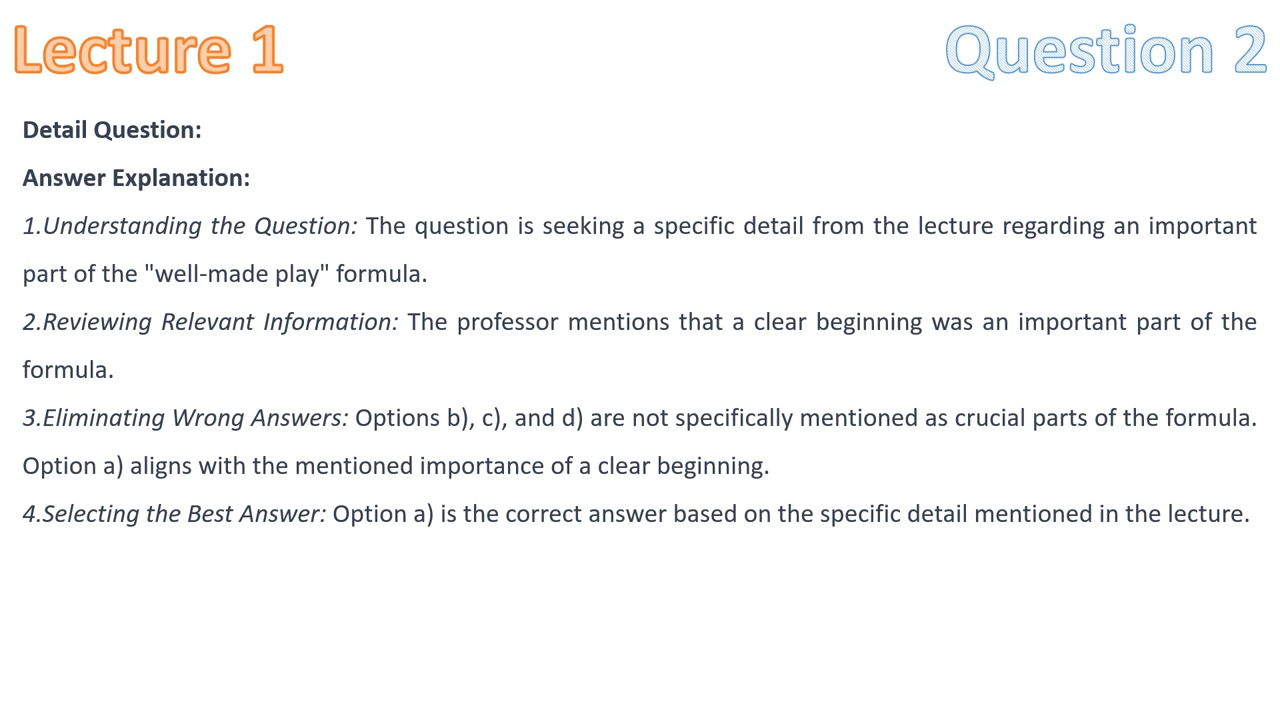 Lecture 1
Question 2
Detail Question:
Answer Explanation:
1.Understanding the Question: The question is seeking a specific detail from the lecture regarding an important
part of the "well-made play" formula.
2.Reviewing Relevant Information: The professor mentions that a clear beginning was an important part of the
formula.
3.Eliminating Wrong Answers: Options b), c), and d) are not specifically mentioned as crucial parts of the formula.
Option a) aligns with the mentioned importance of a clear beginning.
4.Selecting the Best Answer: Option a) is the correct answer based on the specific detail mentioned in the lecture.